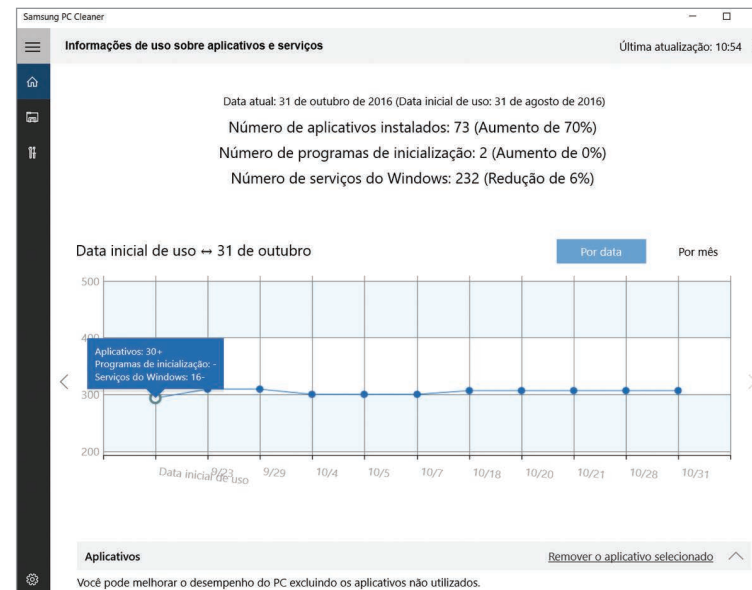 Samsung PC Cleaner
Informações de uso sobre aplicativos e serviços
Última atualização: 10:54
Data atual: 31 de outubro de 2016 (Data inicial de uso: 31 de agosto de 2016)
Número de aplicativos instalados: 73 (Aumento de 70%)
Número de programas de inicialização: 2 (Aumento de 0%)
Número de serviços do Windows: 232 (Redução de 6%)
Data inicial de uso ↔ 31 de outubro
Por data
Por mês
500
400
Aplicativos: 30+
Programas de inicialização: -
Serviços do Windows: 16-
300
200
Data inicial de uso
9/23
9/29
10/4
10/5
10/7
10/18
10/20
10/21
10/28
10/31
Aplicativos
Remover o aplicativo selecionado
Você pode melhorar o desempenho do PC excluindo os aplicativos não utilizados.